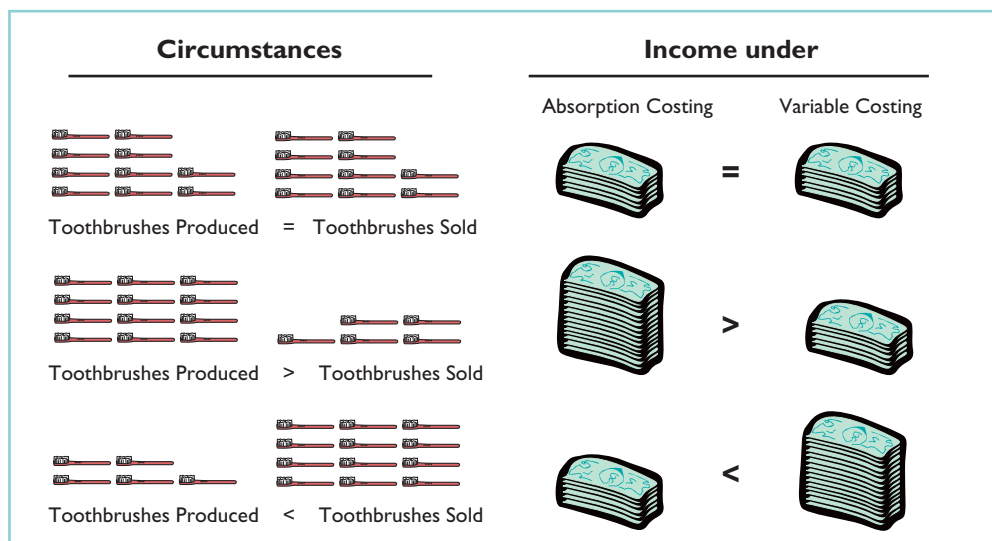 Circumstances
Income under
Absorption Costing
Variable Costing
=
Toothbrushes Produced = Toothbrushes Sold
>
Toothbrushes Produced > Toothbrushes Sold
<
Toothbrushes Produced < Toothbrushes Sold